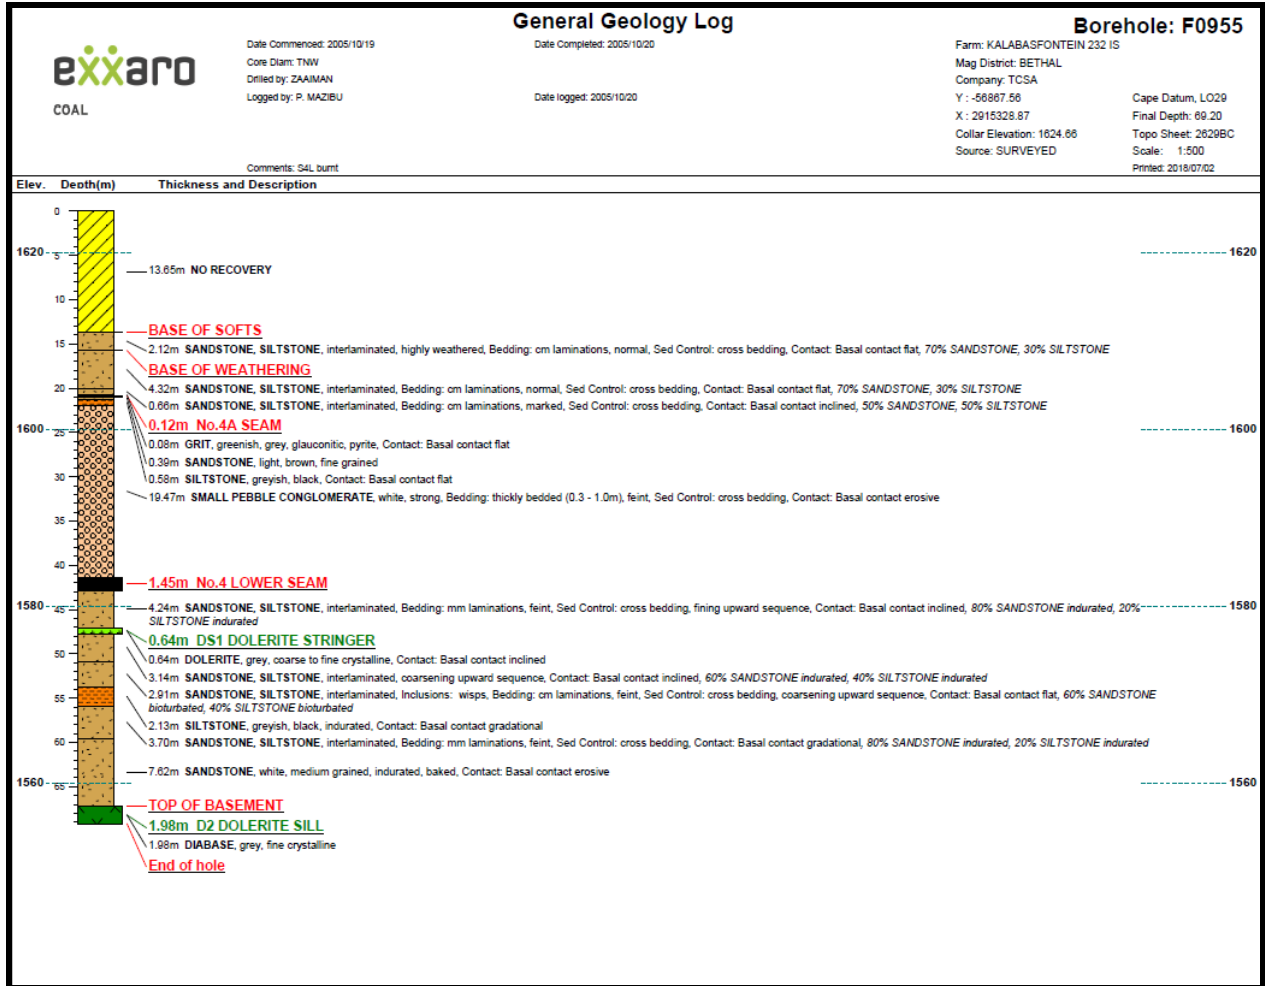 General Geology Log
Borehole: F0955
exxaro
COAL
Date Commenced: 2005/10/19
Date Completed: 2005/10/20
Core Diam: TNW
Drilled by: ZAAIMAN
Logged by: P. MAZIBU
Date logged: 2005/10/20
Comments: S4L burnt
Farm: KALABASFONTEIN 232 IS
Mag District: BETHAL
Company: TCSA
Y : -56867.56
Cape Datum, LO29
X : 2915328.87
Final Depth: 69.20
Collar Elevation: 1624.66
Topo Sheet: 2629BC
Source: SURVEYED
Scale: 1:500
Printed: 2018/07/02
Elev. Depth(m) Thickness and Description
0
1620 5 1620
13.65m NO RECOVERY
10
BASE OF SOFTS
15
2.12m SANDSTONE, SILTSTONE, interlaminated, highly weathered, Bedding: cm laminations, normal, Sed Control: cross bedding, Contact: Basal contact flat, 70% SANDSTONE, 30% SILTSTONE
BASE OF WEATHERING
20
4.32m SANDSTONE, SILTSTONE, interlaminated, Bedding: cm laminations, normal, Sed Control: cross bedding, Contact: Basal contact flat, 70% SANDSTONE, 30% SILTSTONE
0.66m SANDSTONE, SILTSTONE, interlaminated, Bedding: cm laminations, marked, Sed Control: cross bedding, Contact: Basal contact inclined, 50% SANDSTONE, 50% SILTSTONE
0.12m No.4A SEAM
1600 25 1600
0.08m GRIT, greenish, grey, glauconitic, pyrite, Contact: Basal contact flat
0.39m SANDSTONE, light, brown, fine grained
30
0.58m SILTSTONE, greyish, black, Contact: Basal contact flat
19.47m SMALL PEBBLE CONGLOMERATE, white, strong, Bedding: thickly bedded (0.3 - 1.0m), feint, Sed Control: cross bedding, Contact: Basal contact erosive
35
40
1.45m No.4 LOWER SEAM
1580 45 1580
4.24m SANDSTONE, SILTSTONE, interlaminated, Bedding: mm laminations, feint, Sed Control: cross bedding, fining upward sequence, Contact: Basal contact inclined, 80% SANDSTONE indurated, 20%
SILTSTONE indurated
0.64m DS1 DOLERITE STRINGER
50
0.64m DOLERITE, grey, coarse to fine crystalline, Contact: Basal contact inclined
3.14m SANDSTONE, SILTSTONE, interlaminated, coarsening upward sequence, Contact: Basal contact inclined, 60% SANDSTONE indurated, 40% SILTSTONE indurated
55
2.91m SANDSTONE, SILTSTONE, interlaminated, Inclusions: wisps, Bedding: cm laminations, feint, Sed Control: cross bedding, coarsening upward sequence, Contact: Basal contact flat, 60% SANDSTONE
bioturbated, 40% SILTSTONE bioturbated
2.13m SILTSTONE, greyish, black, indurated, Contact: Basal contact gradational
60
3.70m SANDSTONE, SILTSTONE, interlaminated, Bedding: mm laminations, feint, Sed Control: cross bedding, Contact: Basal contact gradational, 80% SANDSTONE indurated, 20% SILTSTONE indurated
7.62m SANDSTONE, white, medium grained, indurated, baked, Contact: Basal contact erosive
1560 65 1560
TOP OF BASEMENT
1.98m D2 DOLERITE SILL
1.98m DIABASE, grey, fine crystalline
End of hole